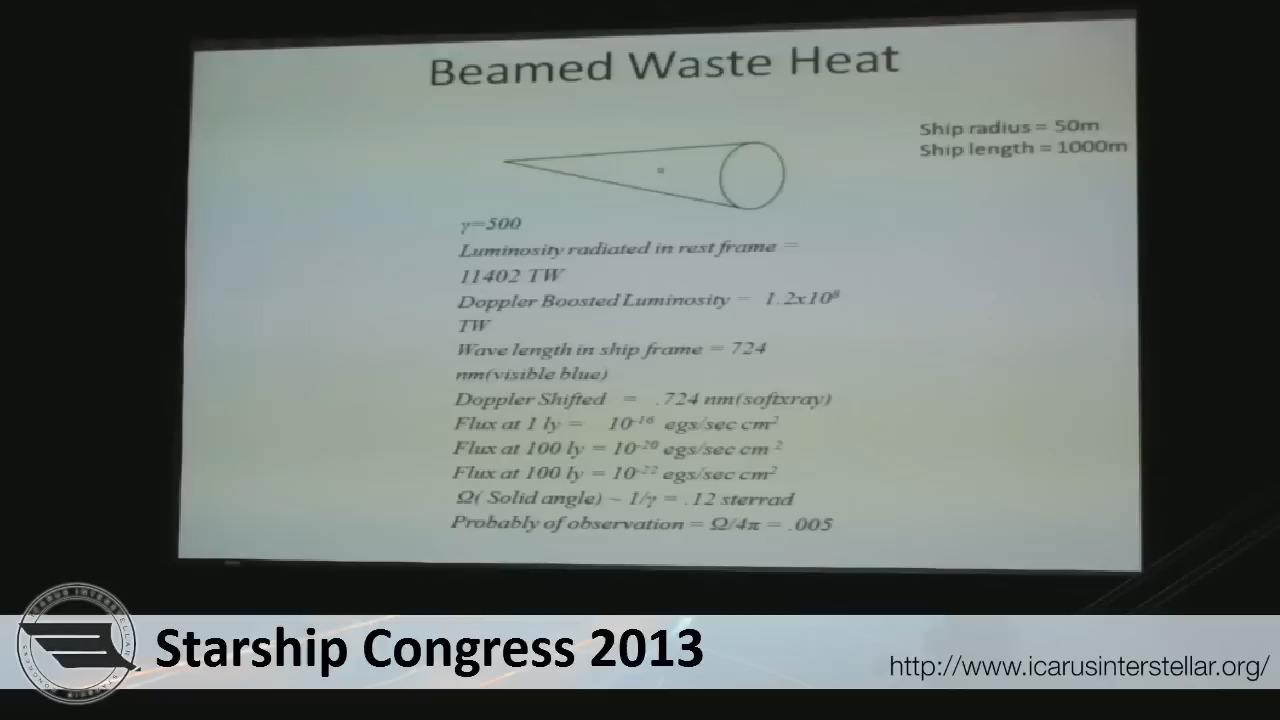 Beamed Waste Heat
Ship radius = 50m
Ship length = 1000m
γ=500
Luminosity radiated in rest frame =
11402 TW
Doppler Boosted Luminosity = 1.2x10⁸
TW
Wave length in ship frame = 724
nm(visible blue)
Doppler Shifted = .724 nm(softxray)
Flux at 1 ly = 10⁻¹⁶ egs/sec cm²
Flux at 100 ly = 10⁻²⁰ egs/sec cm ²
Flux at 100 ly = 10⁻²² egs/sec cm²
Ω( Solid angle) ~ 1/γ = .12 sterrad
Probably of observation = Ω/4π = .005
ICARUS INTERSTELLAR
STARSHIP CONGRESS
Starship Congress 2013
http://www.icarusinterstellar.org/